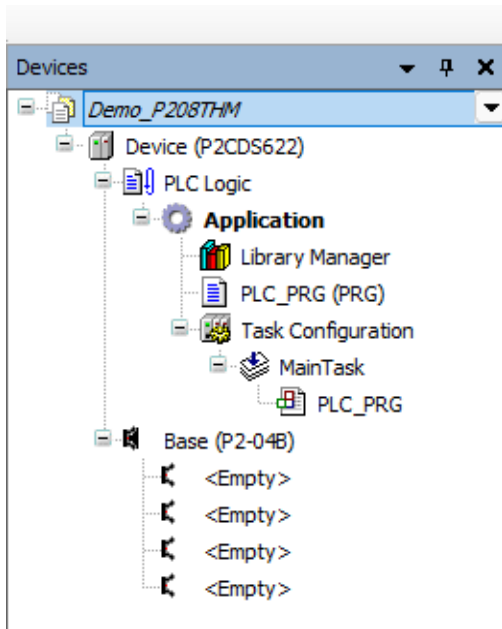 Devices
Demo_P208THM
Device (P2CDS622)
PLC Logic
Application
Library Manager
PLC_PRG (PRG)
Task Configuration
MainTask
PLC_PRG
Base (P2-04B)
<Empty>
<Empty>
<Empty>
<Empty>